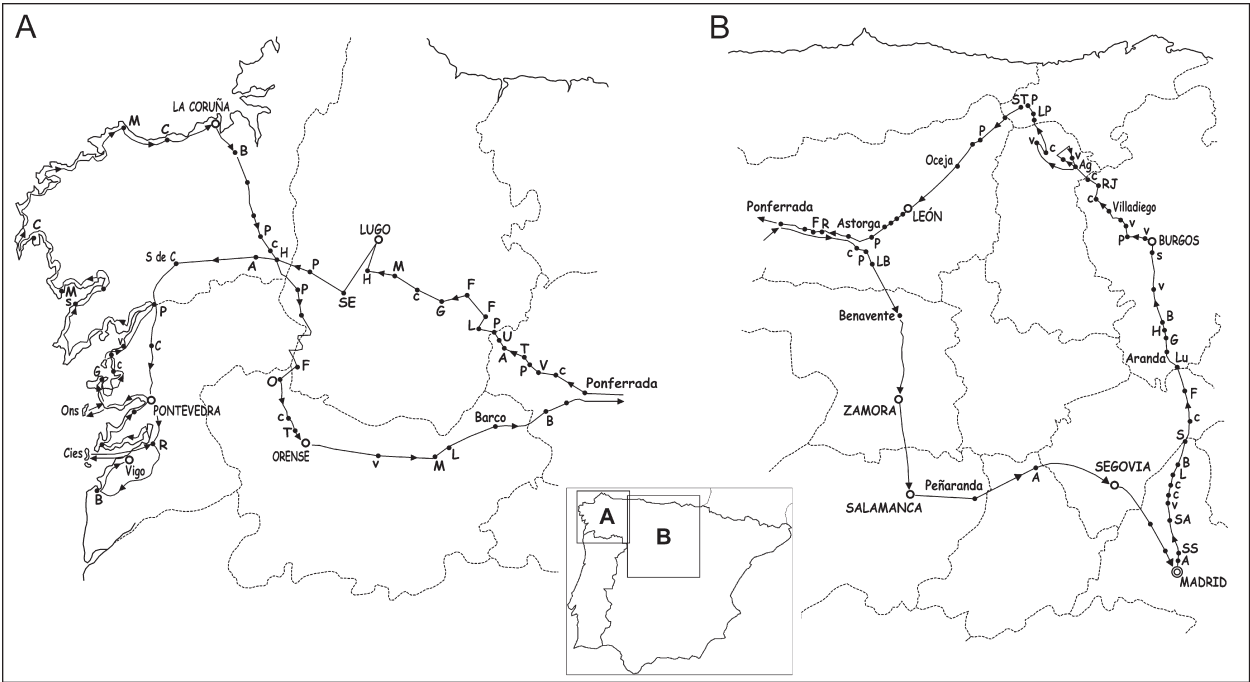 A
B
LA CORUÑA
M
C
B
C
P
c
H
A
S de C
P
LUGO
SE
H
M
c
G
F
F
L
P
U
A
T
P
V
c
Ponferrada
M
s
P
P
v
c
G
C
Ons
PONTEVEDRA
F
O
c
T
ORENSE
v
M
L
Barco
B
Cies
Vigo
R
B
A
B
ST
P
LP
v
c
v
Ag
c
RJ
c
Villadiego
v
P
v
BURGOS
s
P
Oceja
LEÓN
Ponferrada
F
R
Astorga
P
c
P
LB
v
B
H
G
Benavente
Aranda
Lu
F
c
ZAMORA
S
B
L
c
c
v
SA
SS
A
MADRID
SALAMANCA
Peñaranda
A
SEGOVIA